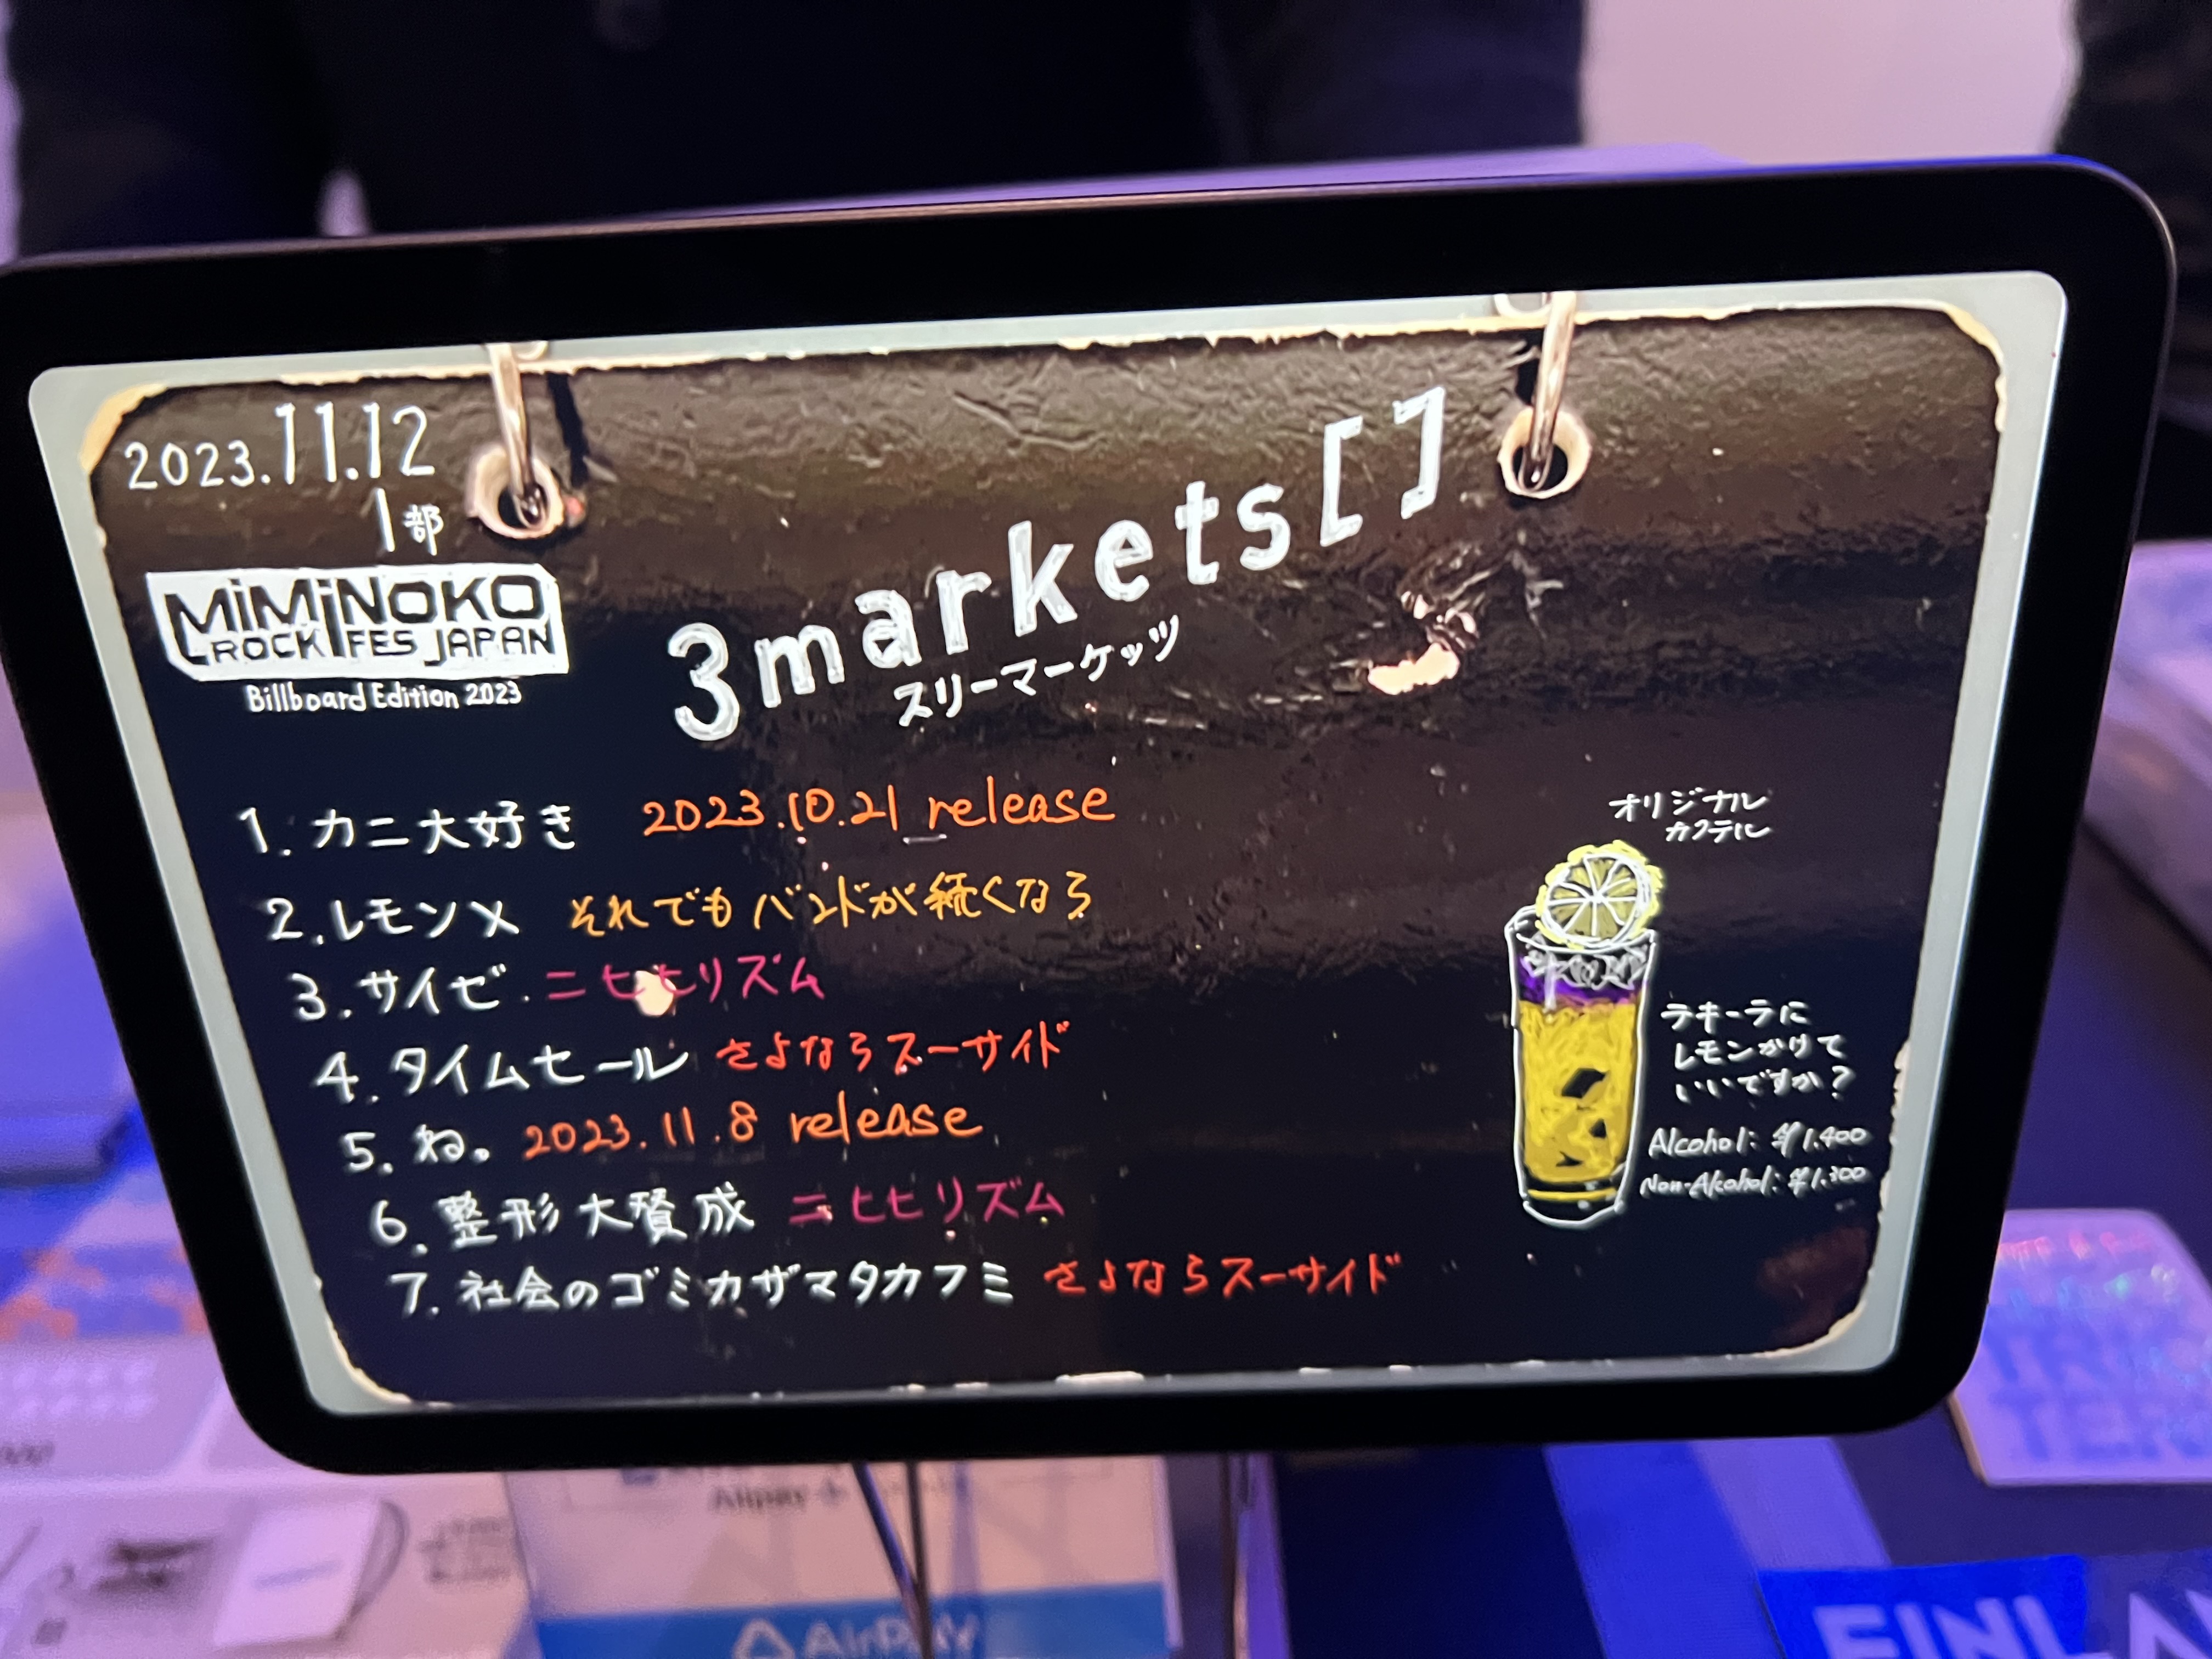 2023.11.12
1部
MiMiNOKO
ROCK FES JAPAN
Billboard Edition 2023
3markets[ ]
スリーマーケッツ
1. カニ大好き 2023.10.21 release
2. レモン× それでもバンドが続くなら
3. サイゼ. ニヒヒリズム
4. タイムセール さよならスーサイド
5. ね。 2023.11.8 release
6. 整形大賛成 ニヒヒリズム
7. 社会のゴミカザマタカフミ さよならスーサイド
オリジナル
カクテル
ラキーラに
レモンかけて
いいですか?
Alcohol: ¥1.400
Non-Alcohol: ¥1.300
Alipay
AirPAY
FINLA